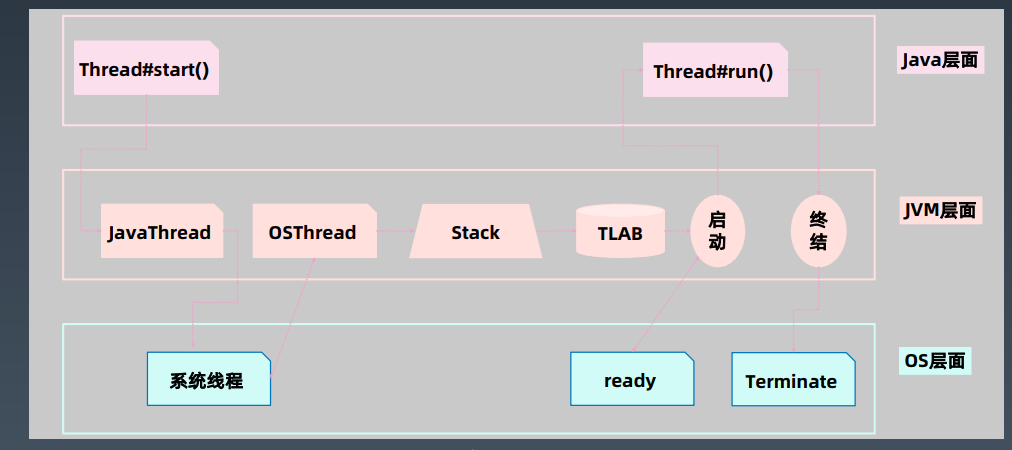 Thread#start()
Thread#run()
Java层面
JavaThread
OSThread
Stack
TLAB
启
动
终
结
JVM层面
系统线程
ready
Terminate
OS层面